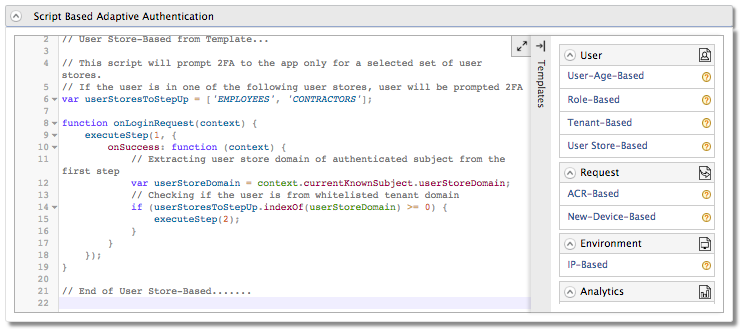 Script Based Adaptive Authentication
2 // User Store-Based from Template...
3
4 // This script will prompt 2FA to the app only for a selected set of user
stores.
5 // If the user is in one of the following user stores, user will be prompted 2FA
6 var userStoresToStepUp = ['EMPLOYEES', 'CONTRACTORS'];
7
8 function onLoginRequest(context) {
9 executeStep(1, {
10 onSuccess: function (context) {
11 // Extracting user store domain of authenticated subject from the
first step
12 var userStoreDomain = context.currentKnownSubject.userStoreDomain;
13 // Checking if the user is from whitelisted tenant domain
14 if (userStoresToStepUp.indexOf(userStoreDomain) >= 0) {
15 executeStep(2);
16 }
17 }
18 });
19 }
20
21 // End of User Store-Based.......
22
Templates
User
User-Age-Based
Role-Based
Tenant-Based
User Store-Based
Request
ACR-Based
New-Device-Based
Environment
IP-Based
Analytics